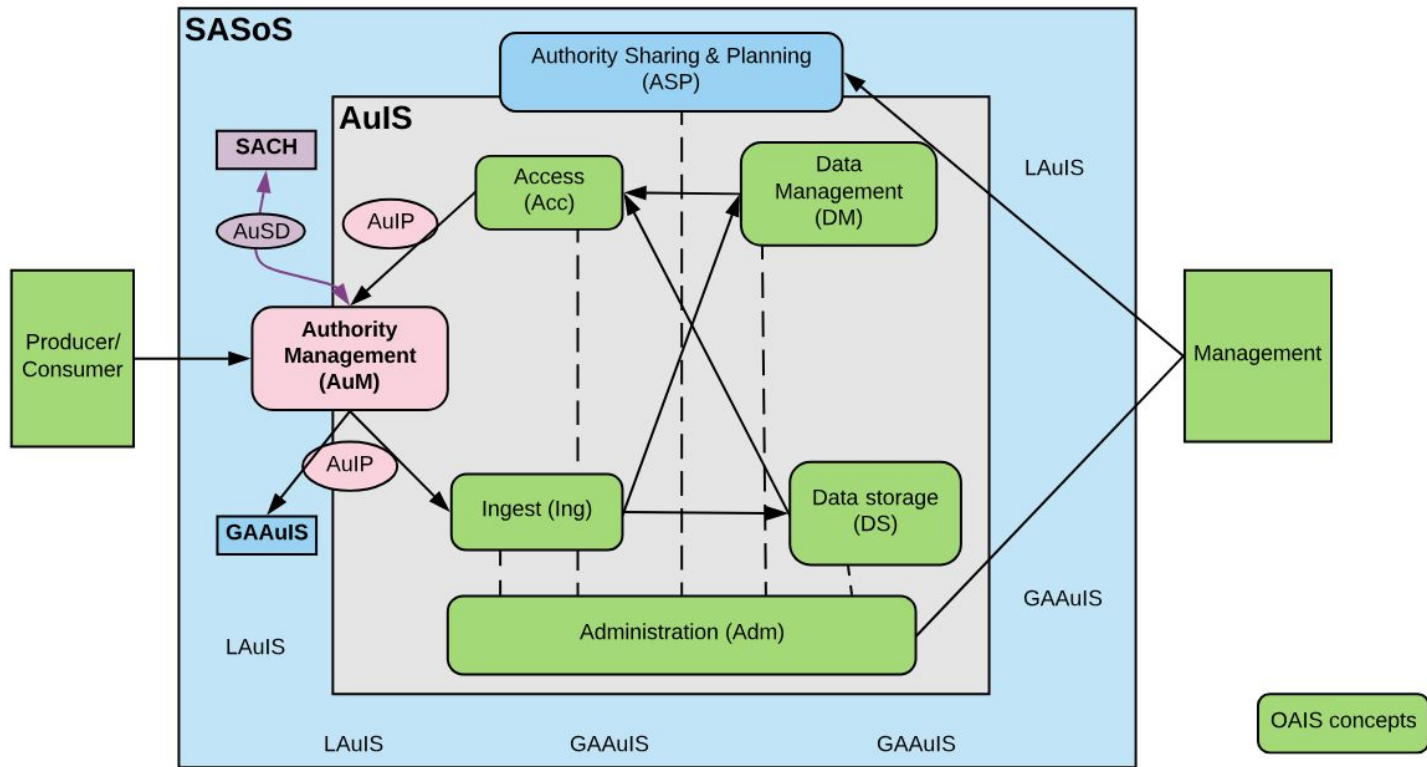 SASoS
Authority Sharing & Planning
(ASP)
AuIS
SACH
Access
(Acc)
Data
Management
(DM)
LAuIS
AuIP
AuSD
Producer/
Consumer
Authority
Management
(AuM)
Management
AuIP
Ingest (Ing)
Data storage
(DS)
GAAuIS
GAAuIS
Administration (Adm)
LAuIS
OAIS concepts
LAuIS
GAAuIS
GAAuIS